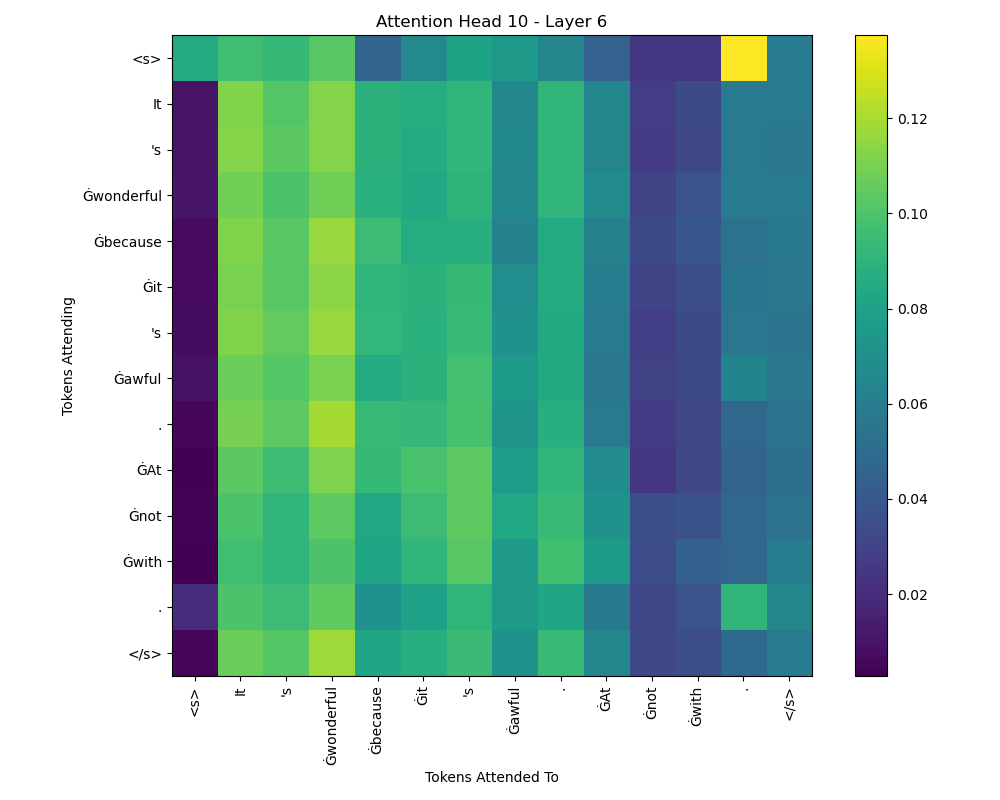 Attention Head 10 - Layer 6
Tokens Attending
<s>
It
's
Ġwonderful
Ġbecause
Ġit
's
Ġawful
.
ĠAt
Ġnot
Ġwith
.
</s>
<s>
It
's
Ġwonderful
Ġbecause
Ġit
's
Ġawful
.
ĠAt
Ġnot
Ġwith
.
</s>
Tokens Attended To
0.12
0.10
0.08
0.06
0.04
0.02